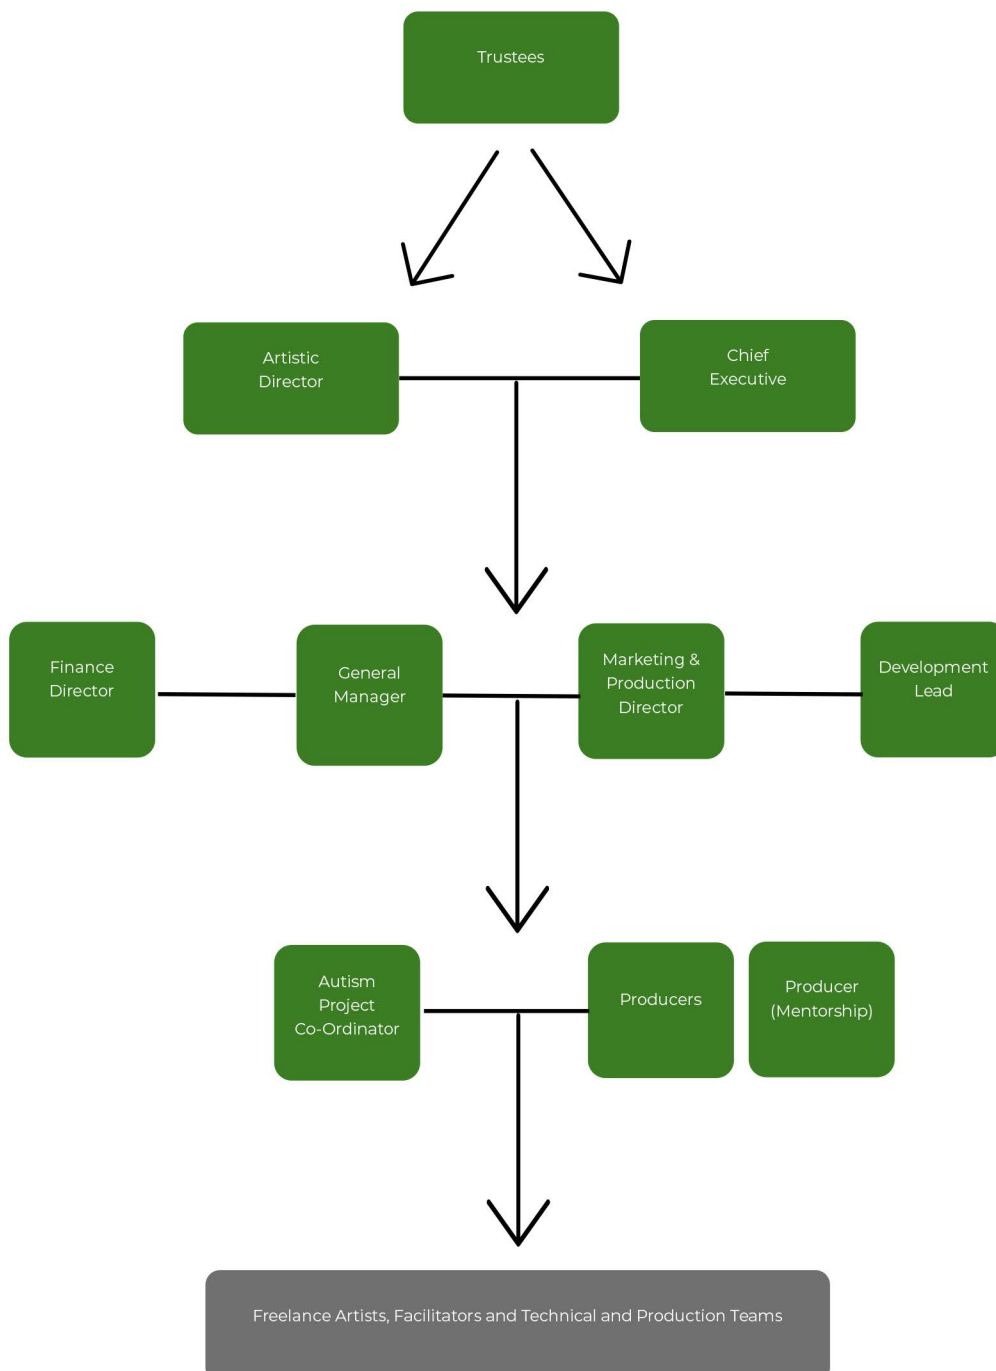 Trustees
Artistic
Director
Chief
Executive
Finance
Director
General
Manager
Marketing &
Production
Director
Development
Lead
Autism
Project
Co-Ordinator
Producers
Producer
(Mentorship)
Freelance Artists, Facilitators and Technical and Production Teams